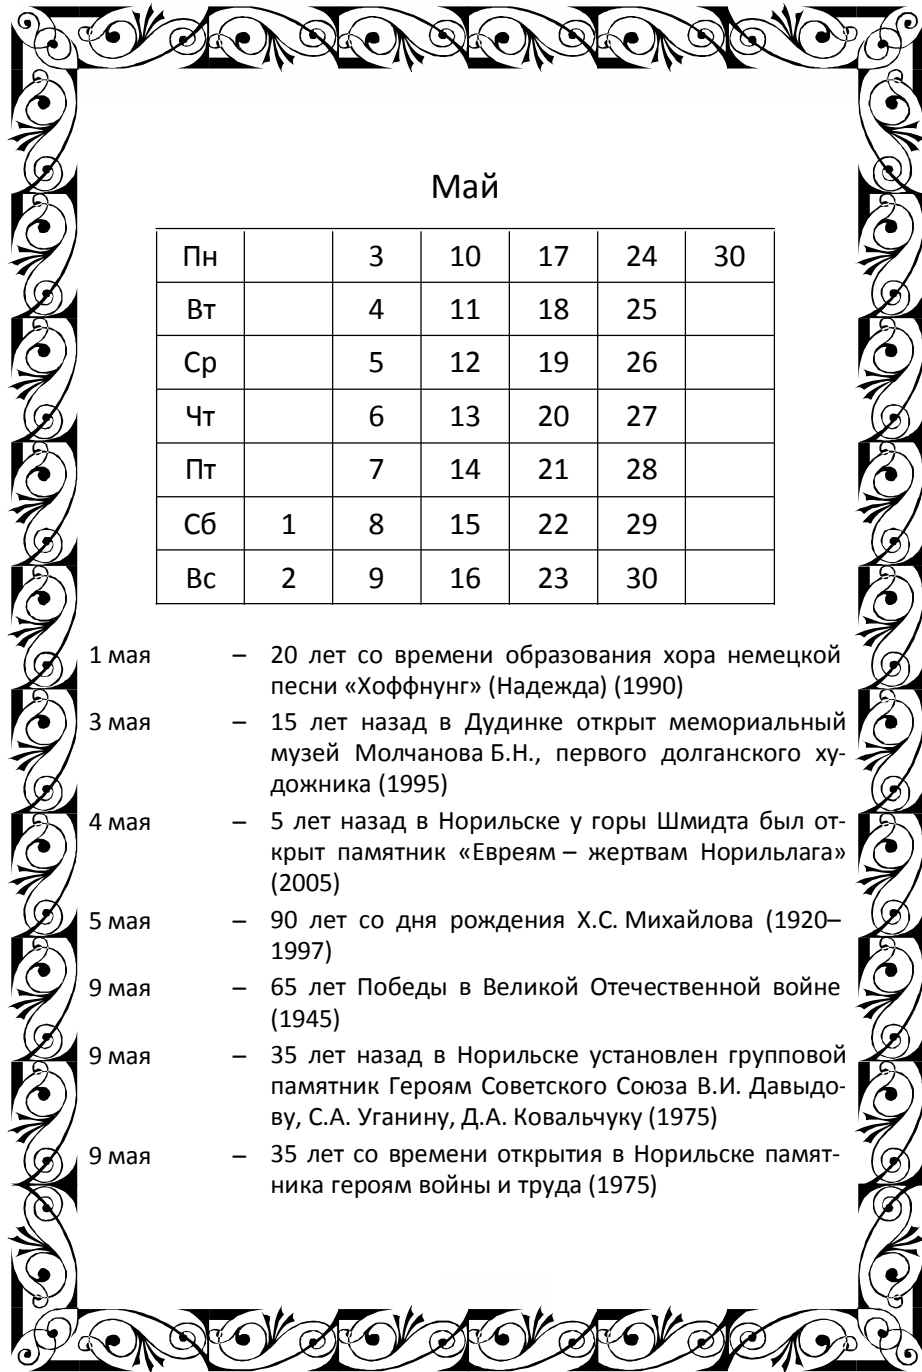 Май
Пн 3 10 17 24 30
Вт 4 11 18 25
Ср 5 12 19 26
Чт 6 13 20 27
Пт 7 14 21 28
Сб 1 8 15 22 29
Вс 2 9 16 23 30
1 мая – 20 лет со времени образования хора немецкой
песни «Хоффнунг» (Надежда) (1990)
3 мая – 15 лет назад в Дудинке открыт мемориальный
музей Молчанова Б.Н., первого долганского ху-
дожника (1995)
4 мая – 5 лет назад в Норильске у горы Шмидта был от-
крыт памятник «Евреям – жертвам Норильлага»
(2005)
5 мая – 90 лет со дня рождения Х.С. Михайлова (1920–
1997)
9 мая – 65 лет Победы в Великой Отечественной войне
(1945)
9 мая – 35 лет назад в Норильске установлен групповой
памятник Героям Советского Союза В.И. Давыдо-
ву, С.А. Уганину, Д.А. Ковальчуку (1975)
9 мая – 35 лет со времени открытия в Норильске памят-
ника героям войны и труда (1975)